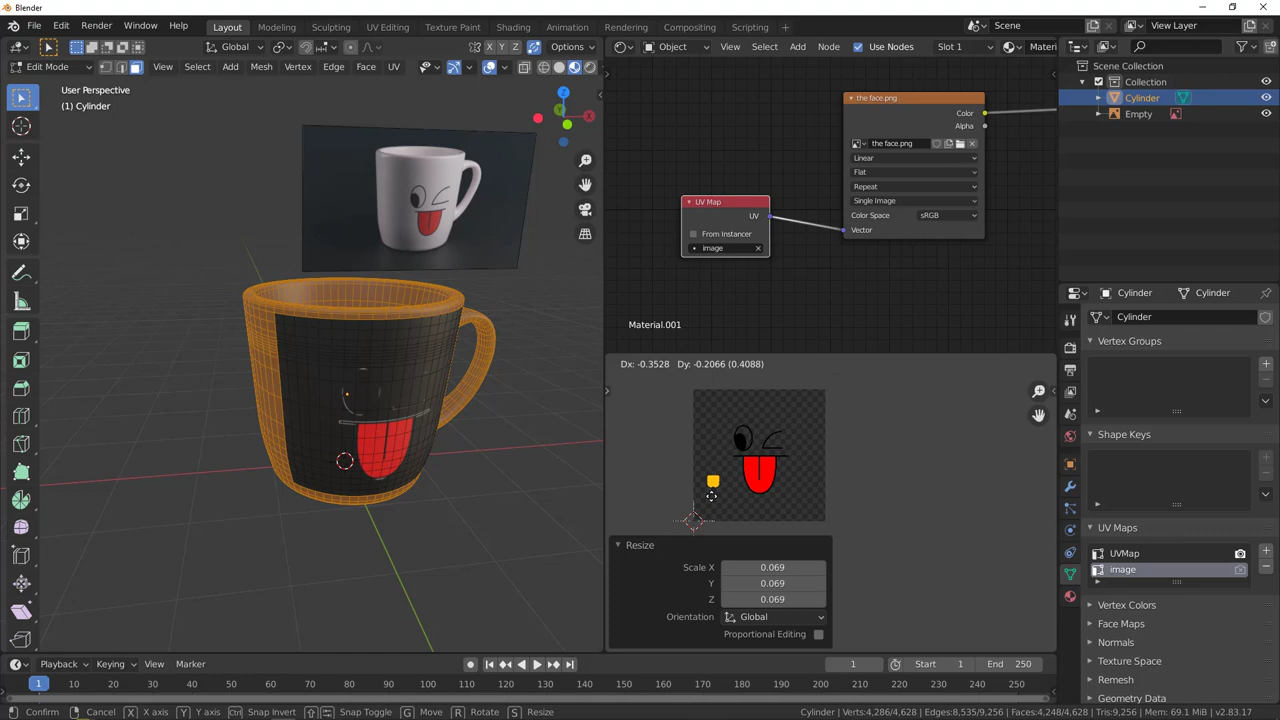 Blender
File Edit Render Window Help Layout Modeling Sculpting UV Editing Texture Paint Shading Animation Rendering Compositing Scripting + Scene View Layer
Global X Y Z Options Object View Select Add Node Use Nodes Slot 1 Materi
Edit Mode View Select Add Mesh Vertex Edge Face UV
User Perspective
(1) Cylinder
Z
X
Scene Collection
Collection
Cylinder
Empty
the face.png
Color
Alpha
the face.png
Linear
Flat
Repeat
Single Image
Color Space sRGB
Vector
UV Map
UV
From Instancer
image
Material.001
Dx: -0.3528 Dy: -0.2066 (0.4088)
Resize
Scale X 0.069
Y 0.069
Z 0.069
Orientation Global
Proportional Editing
Cylinder Cylinder
Cylinder
Vertex Groups
Shape Keys
UV Maps
UVMap
image
Vertex Colors
Face Maps
Normals
Texture Space
Remesh
Geometry Data
Playback Keying View Marker 1 Start 1 End 250
1 10 20 30 40 50 60 70 80 90 100 110 120 130 140 150 160 170 180 190 200 210 220 230 240 250
Confirm Cancel X X axis Y Y axis Ctrl Snap Invert Snap Toggle G Move R Rotate S Resize Cylinder | Verts:4,286/4,628 | Edges:8,535/9,256 | Faces:4,248/4,628 | Tris:9,256 | Mem: 69.1 MiB | v2.83.17